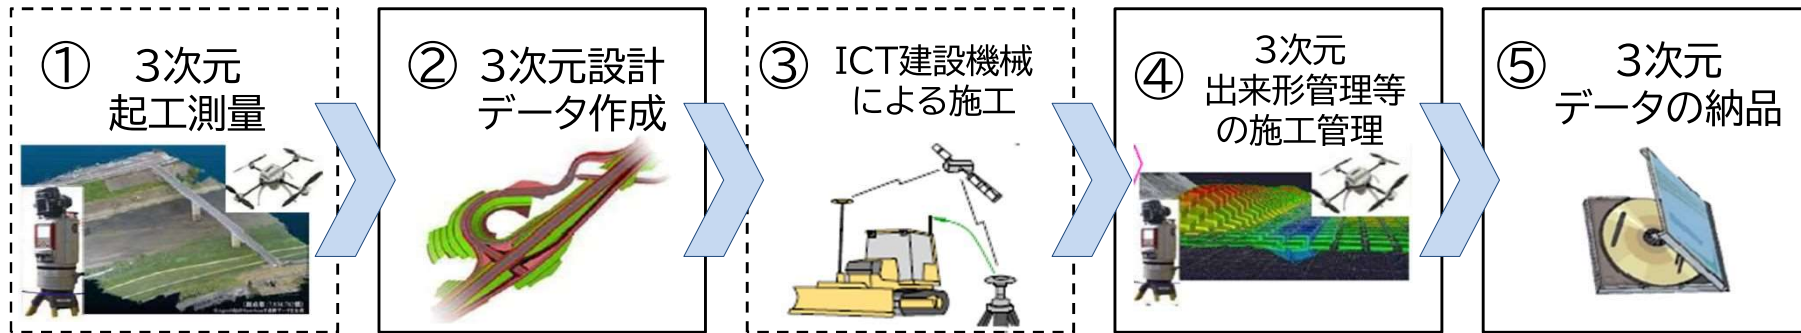 ① 3次元
起工測量
② 3次元設計
データ作成
③ ICT建設機械
による施工
④ 3次元
出来形管理等
の施工管理
⑤ 3次元
データの納品